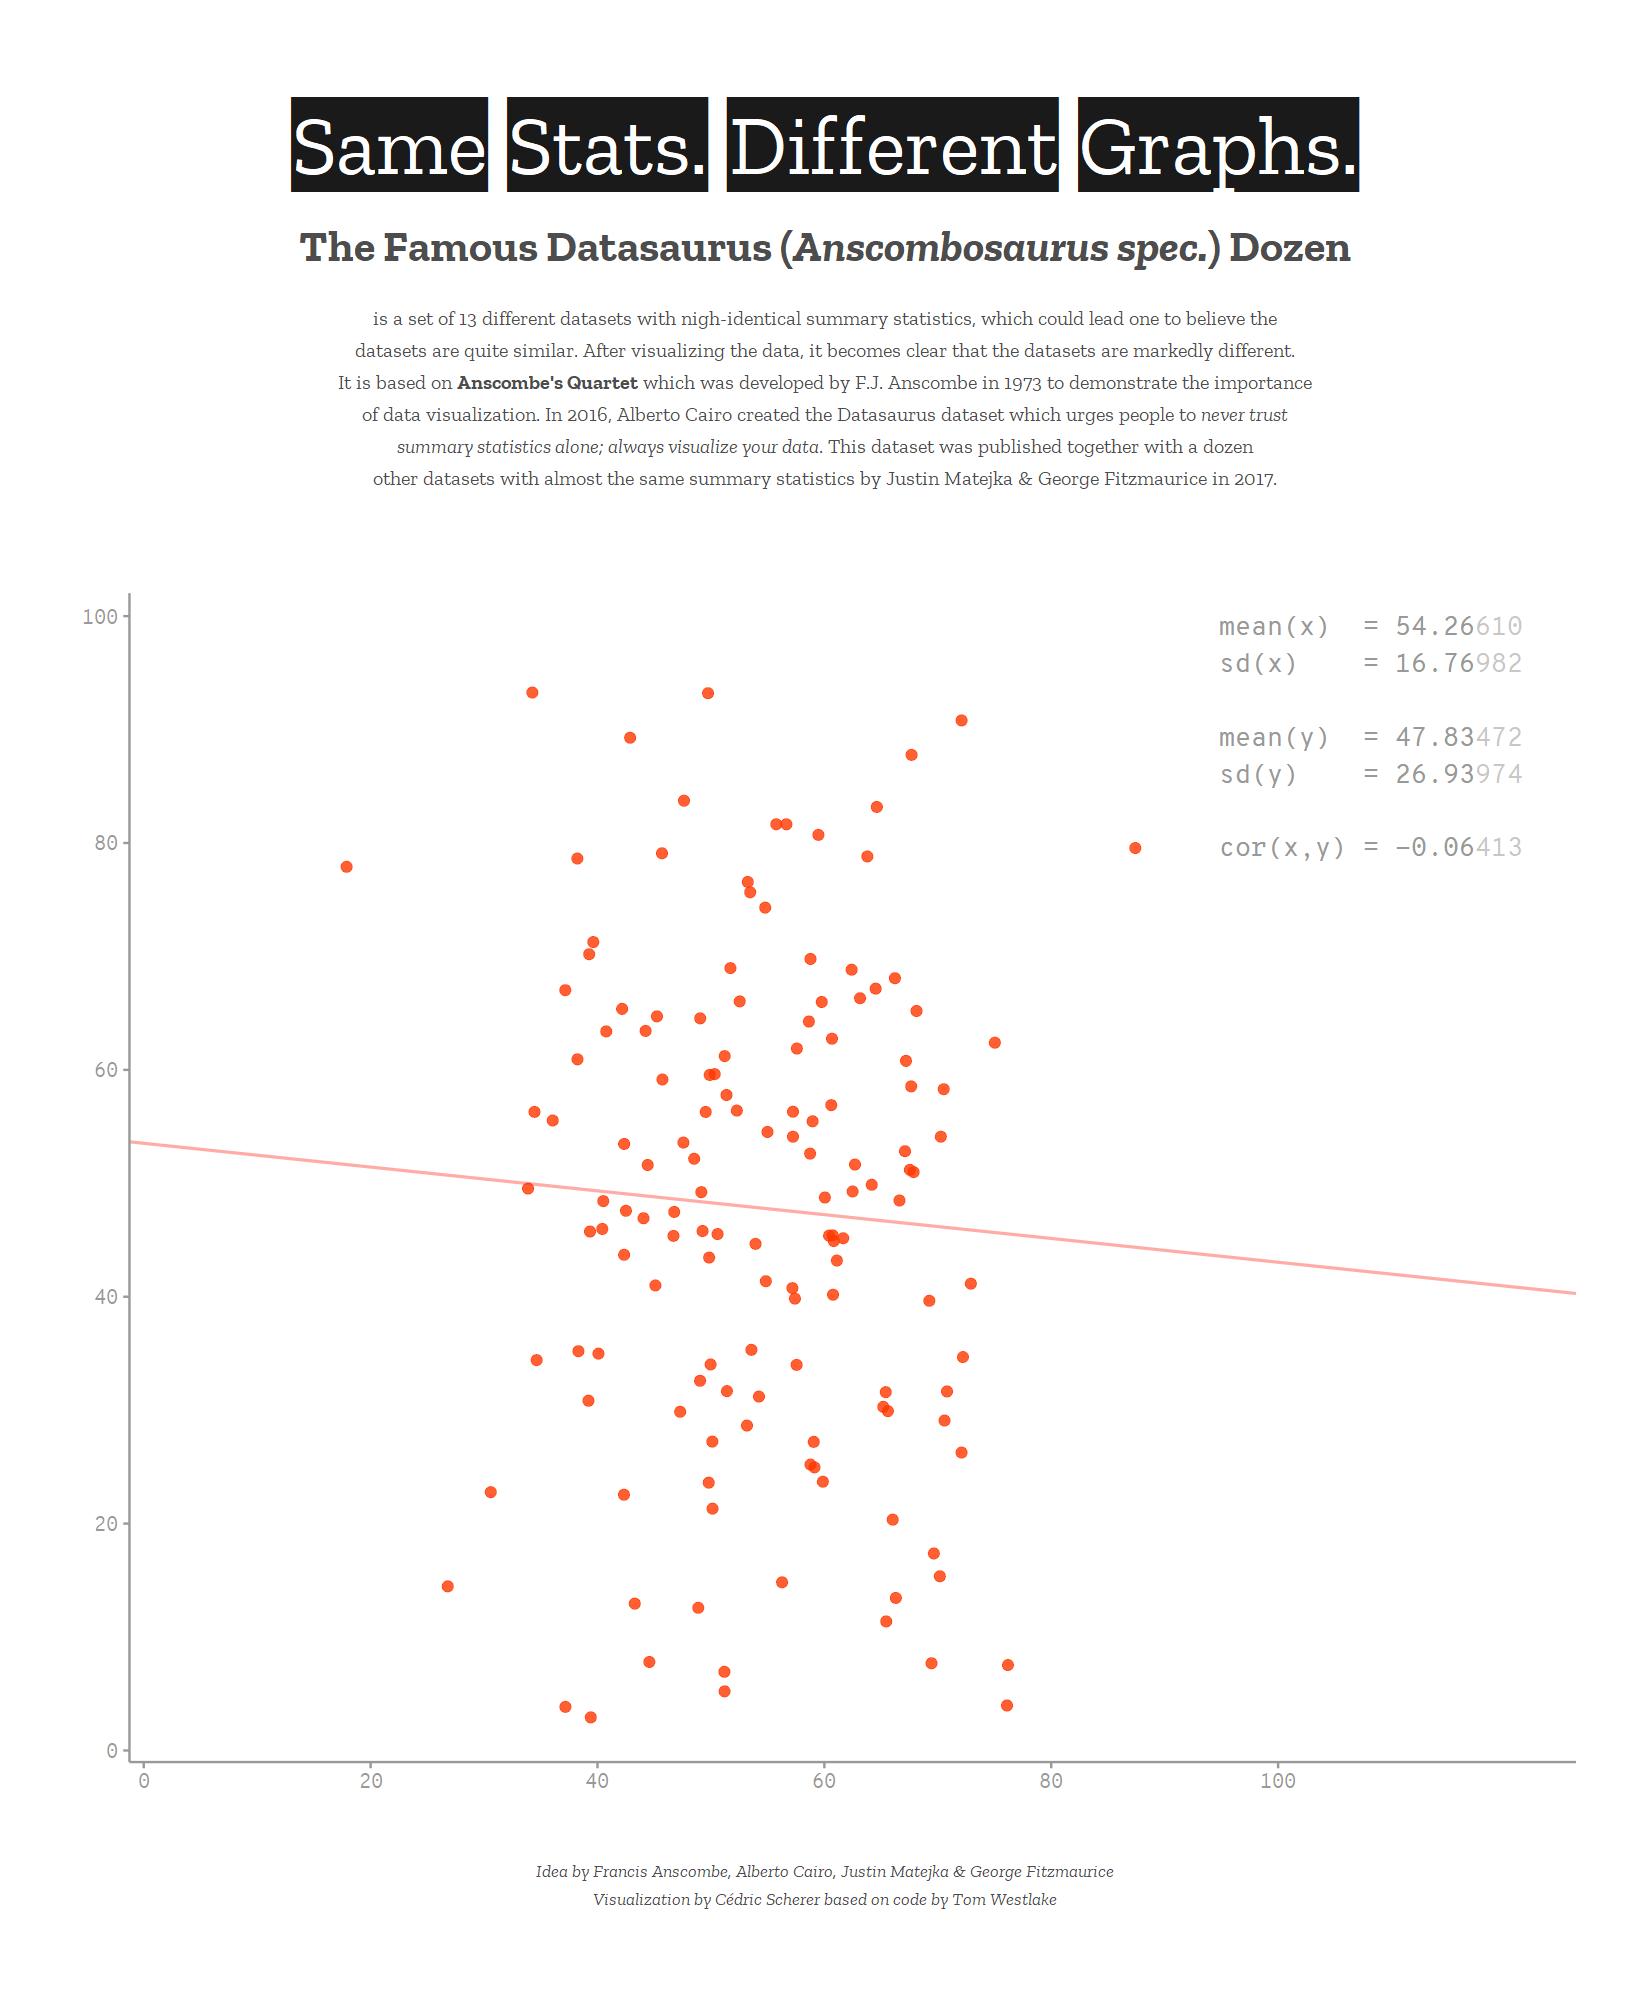 Same Stats. Different Graphs.
The Famous Datasaurus (Anscombosaurus spec.) Dozen
is a set of 13 different datasets with nigh-identical summary statistics, which could lead one to believe the
datasets are quite similar. After visualizing the data, it becomes clear that the datasets are markedly different.
It is based on Anscombe's Quartet which was developed by F.J. Anscombe in 1973 to demonstrate the importance
of data visualization. In 2016, Alberto Cairo created the Datasaurus dataset which urges people to never trust
summary statistics alone; always visualize your data. This dataset was published together with a dozen
other datasets with almost the same summary statistics by Justin Matejka & George Fitzmaurice in 2017.
mean(x) = 54.26610
sd(x) = 16.76982
mean(y) = 47.83472
sd(y) = 26.93974
cor(x,y) = −0.06413
100
80
60
40
20
0
0 20 40 60 80 100
Idea by Francis Anscombe, Alberto Cairo, Justin Matejka & George Fitzmaurice
Visualization by Cédric Scherer based on code by Tom Westlake